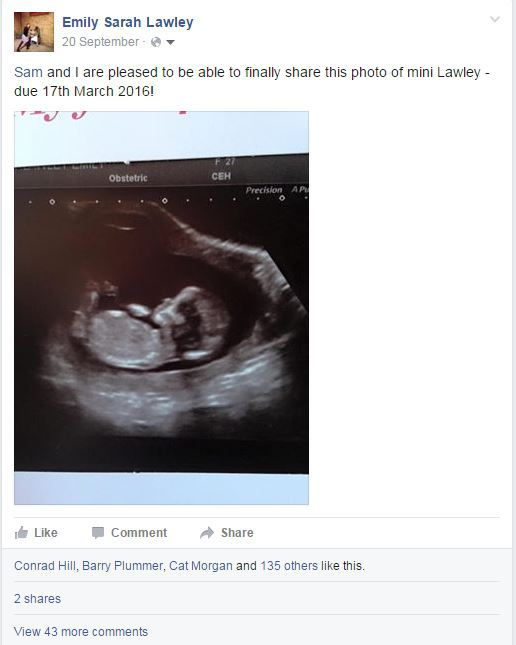 Emily Sarah Lawley
20 September
Sam and I are pleased to be able to finally share this photo of mini Lawley -
due 17th March 2016!
F 27
Obstetric CEH
Precision
Like Comment Share
Conrad Hill, Barry Plummer, Cat Morgan and 135 others like this.
2 shares
View 43 more comments